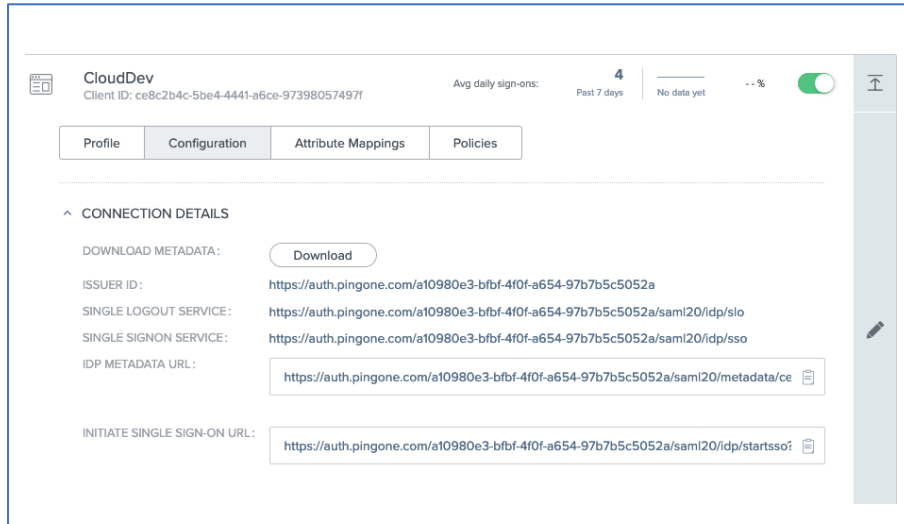 CloudDev
Client ID: ce8c2b4c-5be4-4441-a6ce-97398057497f
Avg daily sign-ons:
4
Past 7 days
No data yet
--%
Profile
Configuration
Attribute Mappings
Policies
CONNECTION DETAILS
DOWNLOAD METADATA:
Download
ISSUER ID:
https://auth.pingone.com/a10980e3-bfbf-4f0f-a654-97b7b5c5052a
SINGLE LOGOUT SERVICE:
https://auth.pingone.com/a10980e3-bfbf-4f0f-a654-97b7b5c5052a/saml20/idp/slo
SINGLE SIGNON SERVICE:
https://auth.pingone.com/a10980e3-bfbf-4f0f-a654-97b7b5c5052a/saml20/idp/sso
IDP METADATA URL:
https://auth.pingone.com/a10980e3-bfbf-4f0f-a654-97b7b5c5052a/saml20/metadata/ce
INITIATE SINGLE SIGN-ON URL:
https://auth.pingone.com/a10980e3-bfbf-4f0f-a654-97b7b5c5052a/saml20/idp/startsso?